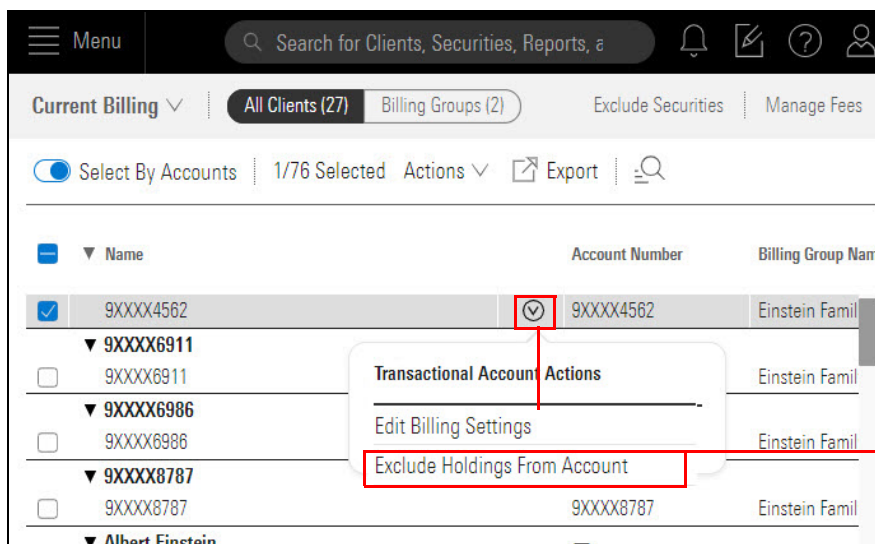 Menu
Search for Clients, Securities, Reports, a
Current Billing
All Clients (27)
Billing Groups (2)
Exclude Securities
Manage Fees
Select By Accounts
1/76 Selected
Actions
Export
Name
Account Number
Billing Group Nam
9XXXX4562
9XXXX4562
Einstein Famil
9XXXX6911
9XXXX6911
Einstein Famil
Transactional Account Actions
9XXXX6986
Edit Billing Settings
9XXXX6986
Einstein Famil
Exclude Holdings From Account
9XXXX8787
9XXXX8787
9XXXX8787
Einstein Famil
Albert Einstein